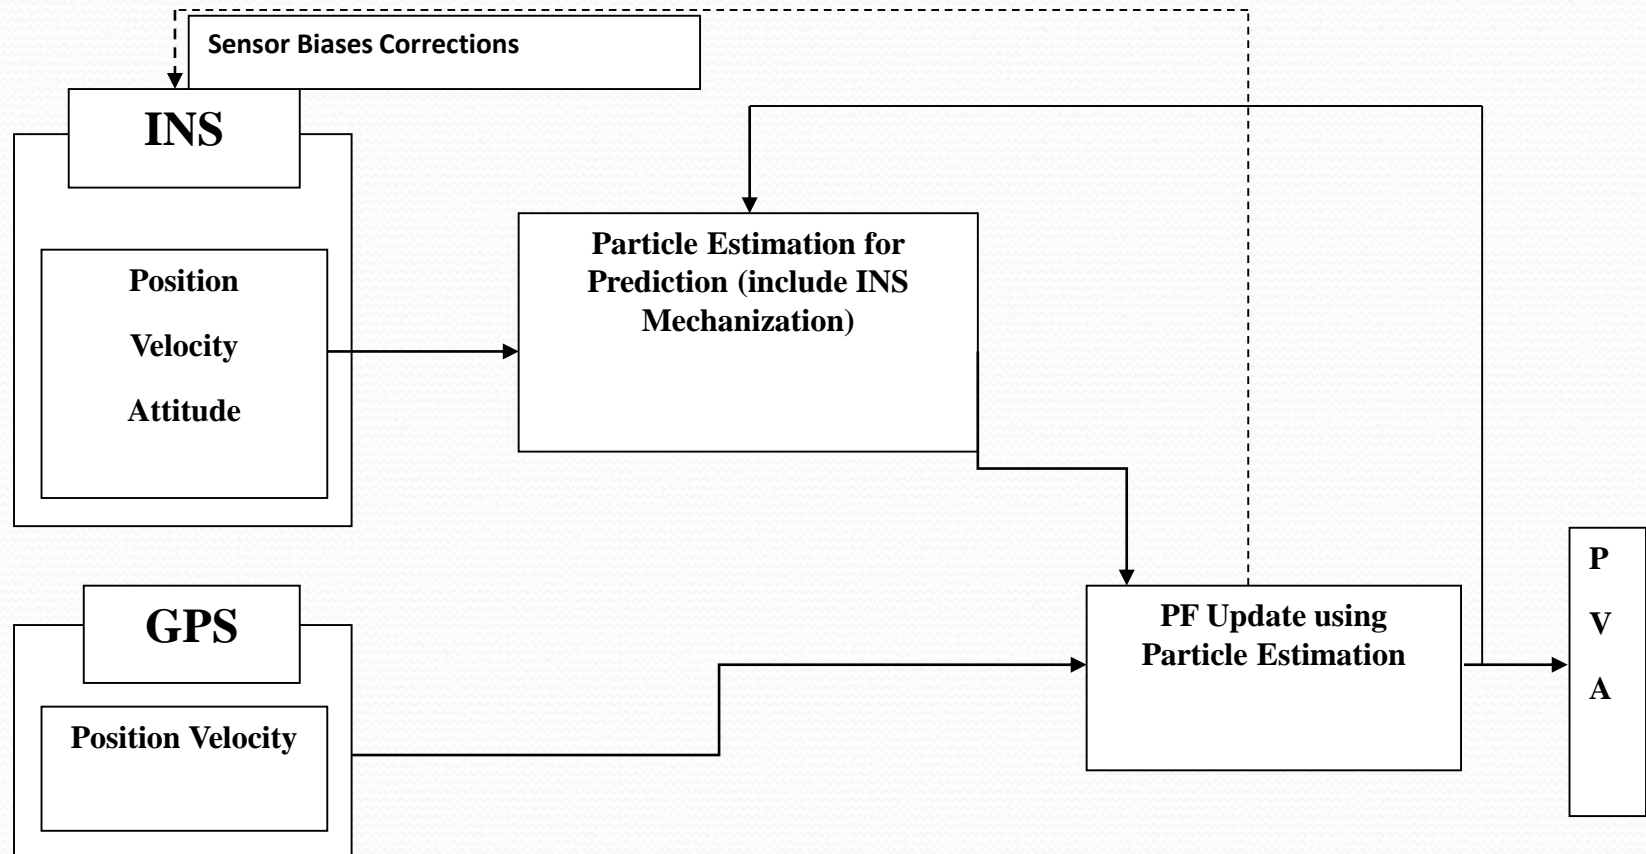 Sensor Biases Corrections
INS
Position
Velocity
Attitude
Particle Estimation for
Prediction (include INS
Mechanization)
GPS
Position Velocity
PF Update using
Particle Estimation
P
V
A